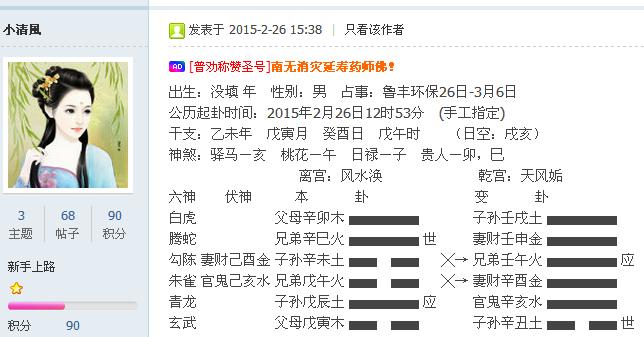 小清風
发表于 2015-2-26 15:38 | 只看该作者
AD [普劝称赞圣号]南无消灾延寿药师佛！
出生：没填 年 性别：男 占事：鲁丰环保26日-3月6日
公历起卦时间：2015年2月26日12时53分 (手工指定)
干支：乙未年 戊寅月 癸酉日 戊午时 （日空：戌亥）
神煞：驿马—亥 桃花—午 日禄—子 贵人—卯，巳
离宫：风水涣 乾宫：天风姤
六神 伏神 本 卦 变 卦
白虎 父母辛卯木 子孙壬戌土
腾蛇 兄弟辛巳火 世 妻财壬申金
勾陈 妻财己酉金 子孙辛未土 ╳→ 兄弟壬午火 应
朱雀 官鬼己亥水 兄弟戊午火 ╳→ 妻财辛酉金
青龙 子孙戊辰土 应 官鬼辛亥水
玄武 父母戊寅木 子孙辛丑土 世
3 68 90
主题 帖子 积分
新手上路
积分 90